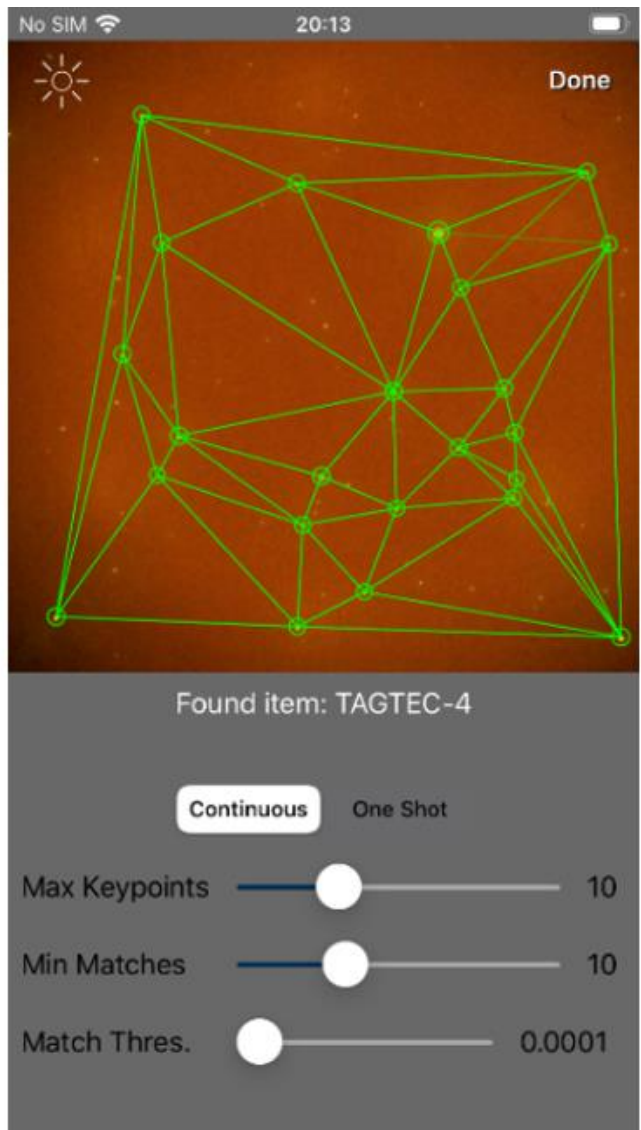 No SIM 20:13
Done
Found item: TAGTEC-4
Continuous One Shot
Max Keypoints 10
Min Matches 10
Match Thres. 0.0001